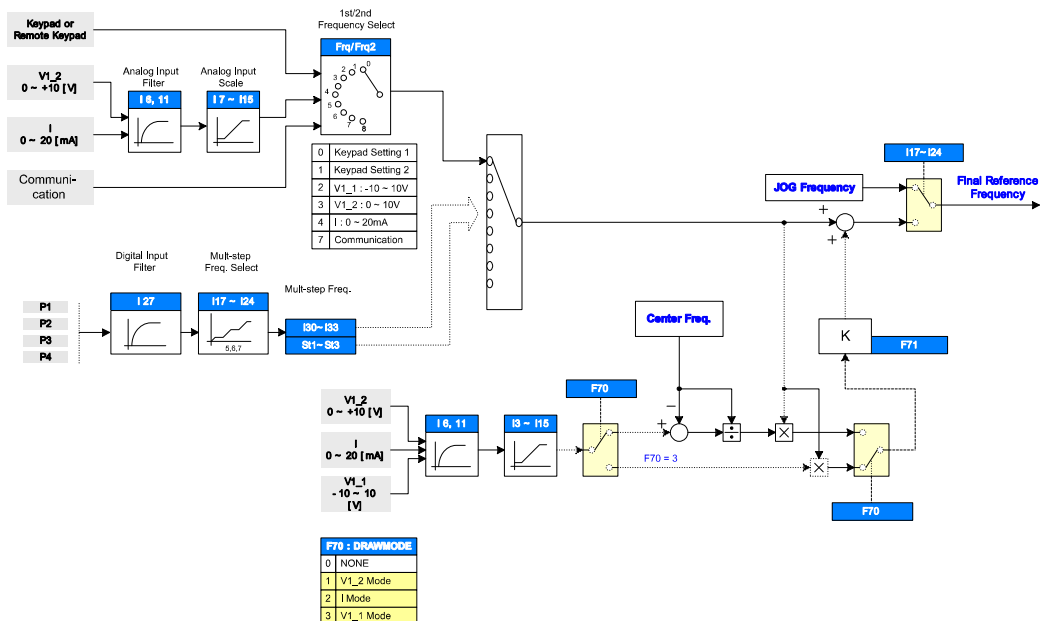 1st/2nd
Frequency Select
Keypad or
Remote Keypad
Frq/Frq2
0
1
2
3
4
5
6
7
8
V1_2
0 ~ +10 [V]
Analog Input
Filter
Analog Input
Scale
I 6, 11
I 7 ~ I15
I
0 ~ 20 [mA]
Communi-
cation
0 Keypad Setting 1
1 Keypad Setting 2
2 V1_1 : -10 ~ 10V
3 V1_2 : 0 ~ 10V
4 I : 0 ~ 20mA
7 Communication
I17~ I24
JOG Frequency
Final Reference
Frequency
+
+
Digital Input
Filter
Mult-step
Freq. Select
Mult-step Freq.
I 27
I17 ~ I24
5,6,7
I30~ I33
St1~ St3
P1
P2
P3
P4
Center Freq.
K
F71
V1_2
0 ~ +10 [V]
I
0 ~ 20 [mA]
V1_1
- 10 ~ 10
[V]
I 6, 11
I3 ~ I15
F70
−
+
÷
×
F70 = 3
×
F70
F70 : DRAWMODE
0 NONE
1 V1_2 Mode
2 I Mode
3 V1_1 Mode